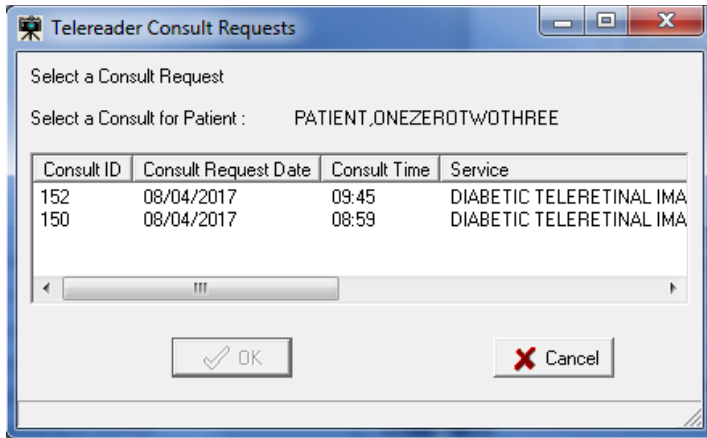 Telereader Consult Requests
Select a Consult Request
Select a Consult for Patient : PATIENT,ONEZEROTWOTHREE
Consult ID Consult Request Date Consult Time Service
152 08/04/2017 09:45 DIABETIC TELERETINAL IMA
150 08/04/2017 08:59 DIABETIC TELERETINAL IMA
OK Cancel